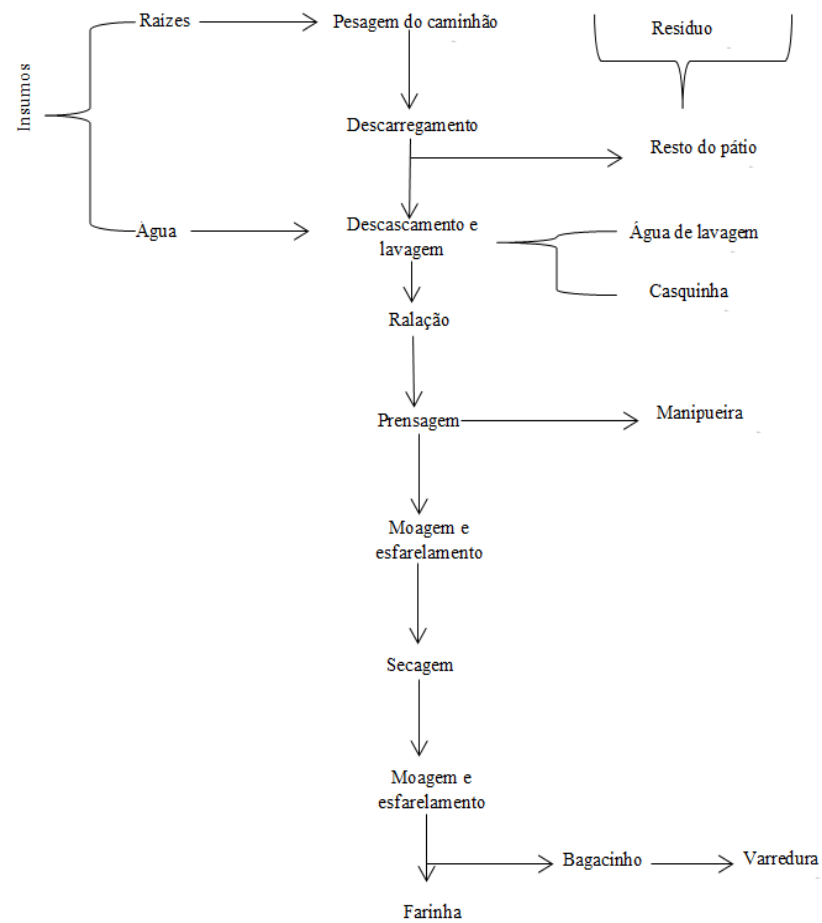 Raízes
Pesagem do caminhão
Resíduo
Insumos
Descarregamento
Resto do pátio
Água
Descascamento e
lavagem
Água de lavagem
Casquinha
Ralação
Prensagem
Manipueira
Moagem e
esfarelamento
Secagem
Moagem e
esfarelamento
Bagacinho
Varredura
Farinha